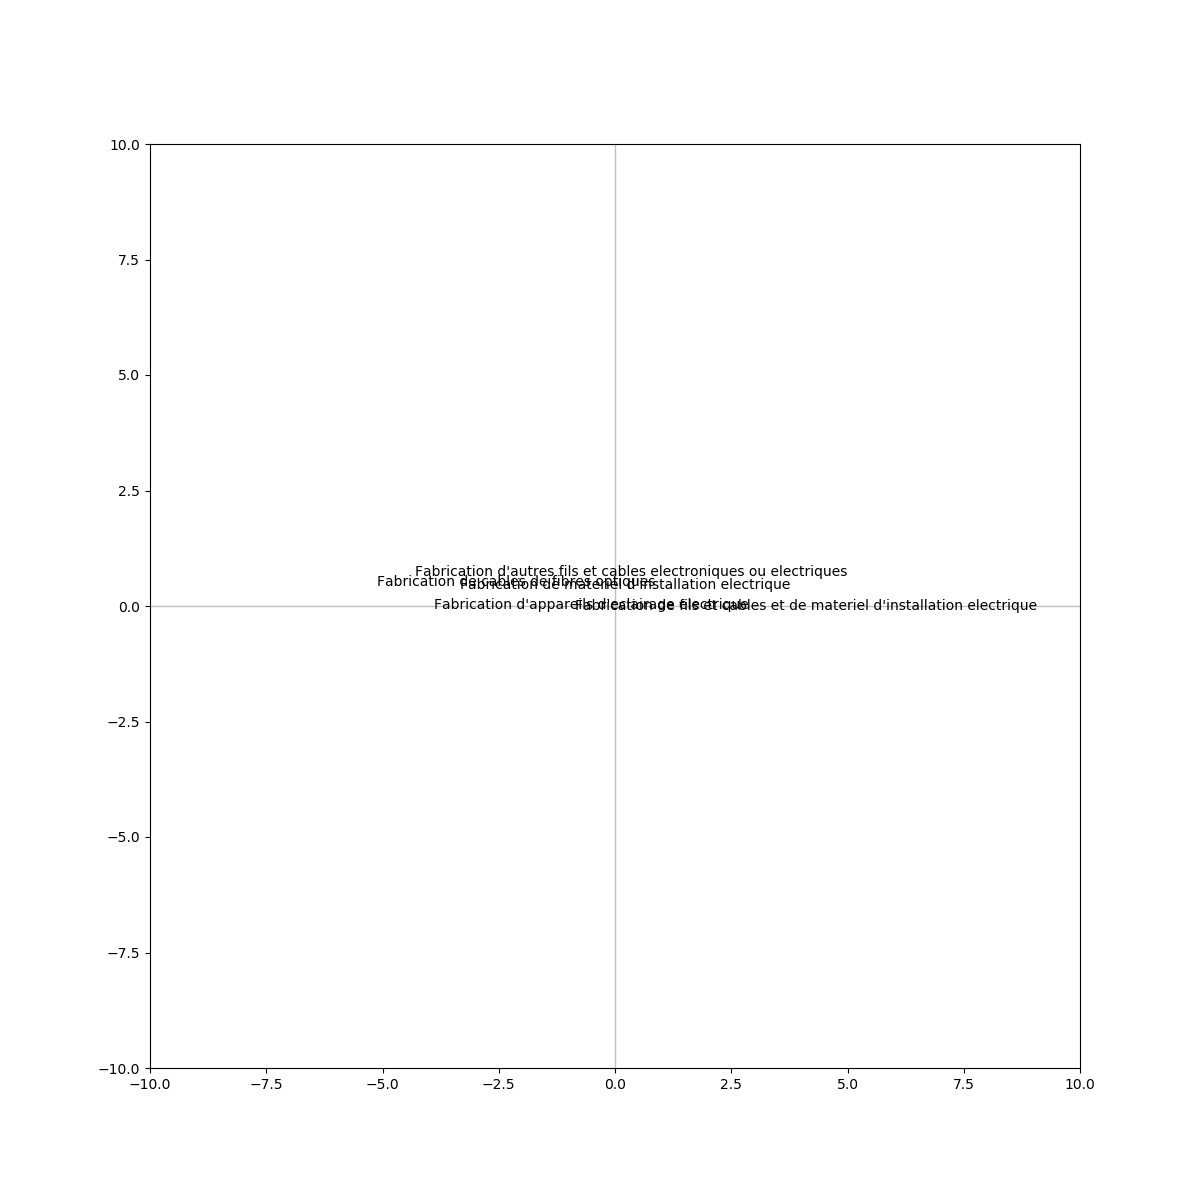 10.0
7.5
5.0
2.5
Fabrication d'autres fils et cables electroniques ou electriques
Fabrication de cables de fibres optiques
Fabrication de materiel d'installation electrique
0.0
Fabrication d'appareils d'eclairage electrique
Fabrication de fils et cables et de materiel d'installation electrique
−2.5
−5.0
−7.5
−10.0
−10.0 −7.5 −5.0 −2.5 0.0 2.5 5.0 7.5 10.0